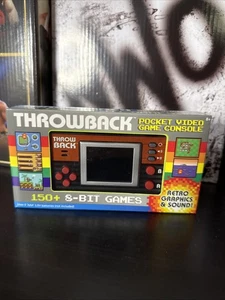 THROWBACK
POCKET VIDEO
GAME CONSOLE
THROW
BACK
150+ 8-BIT GAMES
RETRO
GRAPHICS
& SOUND!